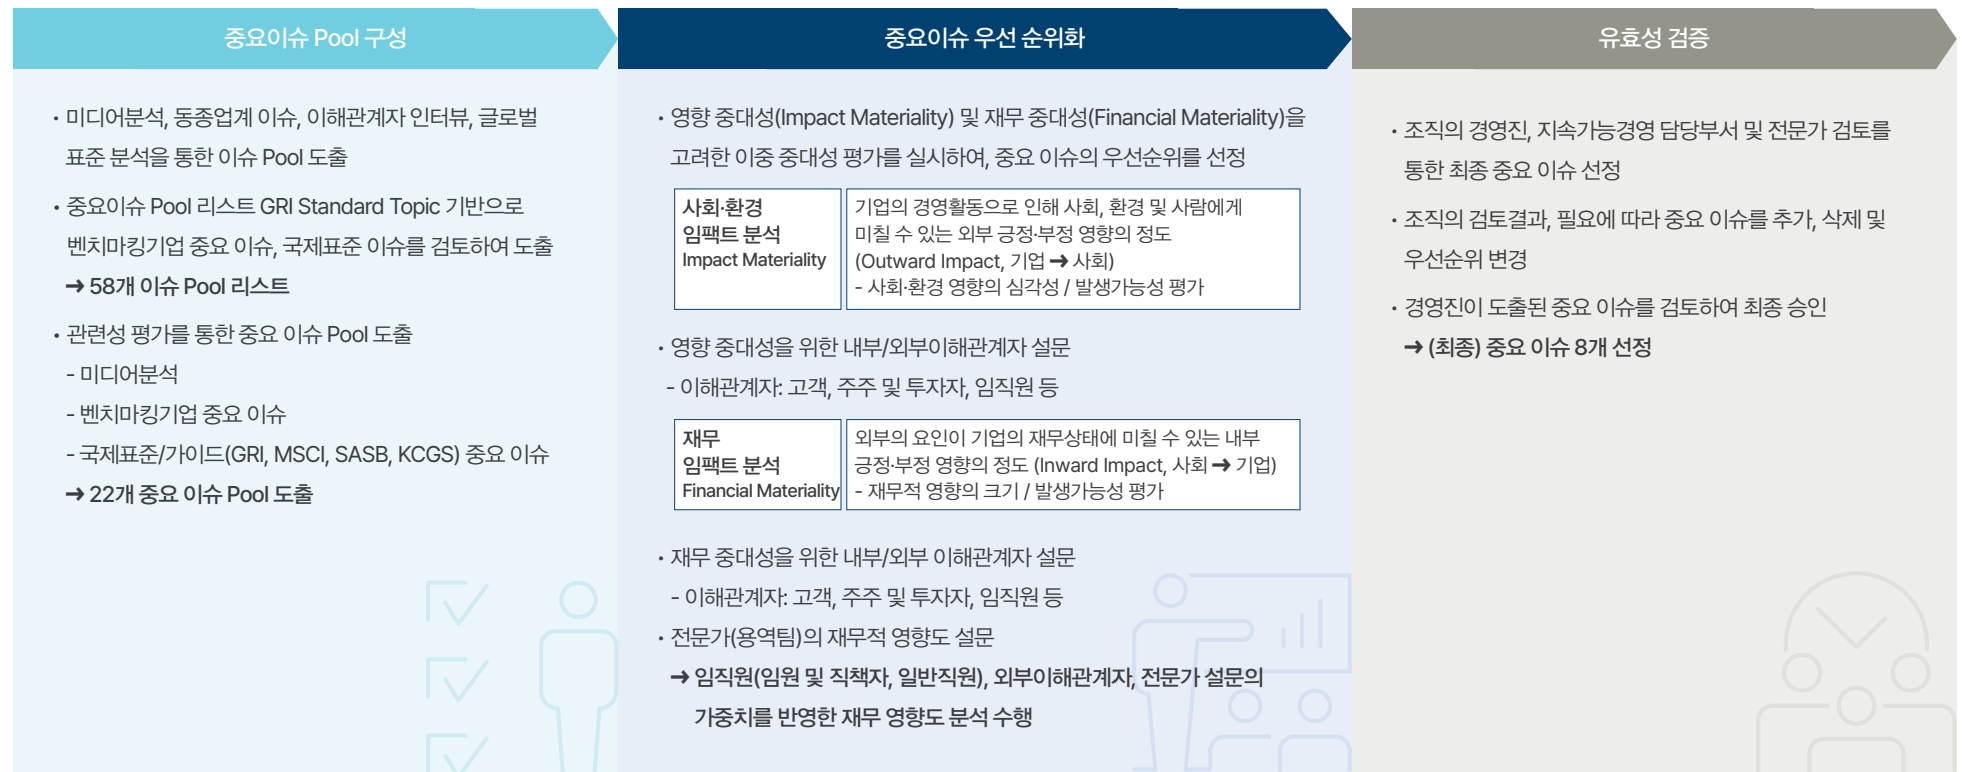 중요이슈 Pool 구성
· 미디어분석, 동종업계 이슈, 이해관계자 인터뷰, 글로벌
표준 분석을 통한 이슈 Pool 도출
· 중요이슈 Pool 리스트 GRI Standard Topic 기반으로
벤치마킹기업 중요 이슈, 국제표준 이슈를 검토하여 도출
→ 58개 이슈 Pool 리스트
· 관련성 평가를 통한 중요 이슈 Pool 도출
- 미디어분석
- 벤치마킹기업 중요 이슈
- 국제표준/가이드(GRI, MSCI, SASB, KCGS) 중요 이슈
→ 22개 중요 이슈 Pool 도출
중요이슈 우선 순위화
· 영향 중대성(Impact Materiality) 및 재무 중대성(Financial Materiality)을
고려한 이중 중대성 평가를 실시하여, 중요 이슈의 우선순위를 선정
사회·환경
임팩트 분석
Impact Materiality
기업의 경영활동으로 인해 사회, 환경 및 사람에게
미칠 수 있는 외부 긍정·부정 영향의 정도
(Outward Impact, 기업 → 사회)
- 사회·환경 영향의 심각성 / 발생가능성 평가
· 영향 중대성을 위한 내부/외부이해관계자 설문
- 이해관계자: 고객, 주주 및 투자자, 임직원 등
재무
임팩트 분석
Financial Materiality
외부의 요인이 기업의 재무상태에 미칠 수 있는 내부
긍정·부정 영향의 정도 (Inward Impact, 사회 → 기업)
- 재무적 영향의 크기 / 발생가능성 평가
· 재무 중대성을 위한 내부/외부 이해관계자 설문
- 이해관계자: 고객, 주주 및 투자자, 임직원 등
· 전문가(용역팀)의 재무적 영향도 설문
→ 임직원(임원 및 직책자, 일반직원), 외부이해관계자, 전문가 설문의
가중치를 반영한 재무 영향도 분석 수행
유효성 검증
· 조직의 경영진, 지속가능경영 담당부서 및 전문가 검토를
통한 최종 중요 이슈 선정
· 조직의 검토결과, 필요에 따라 중요 이슈를 추가, 삭제 및
우선순위 변경
· 경영진이 도출된 중요 이슈를 검토하여 최종 승인
→ (최종) 중요 이슈 8개 선정